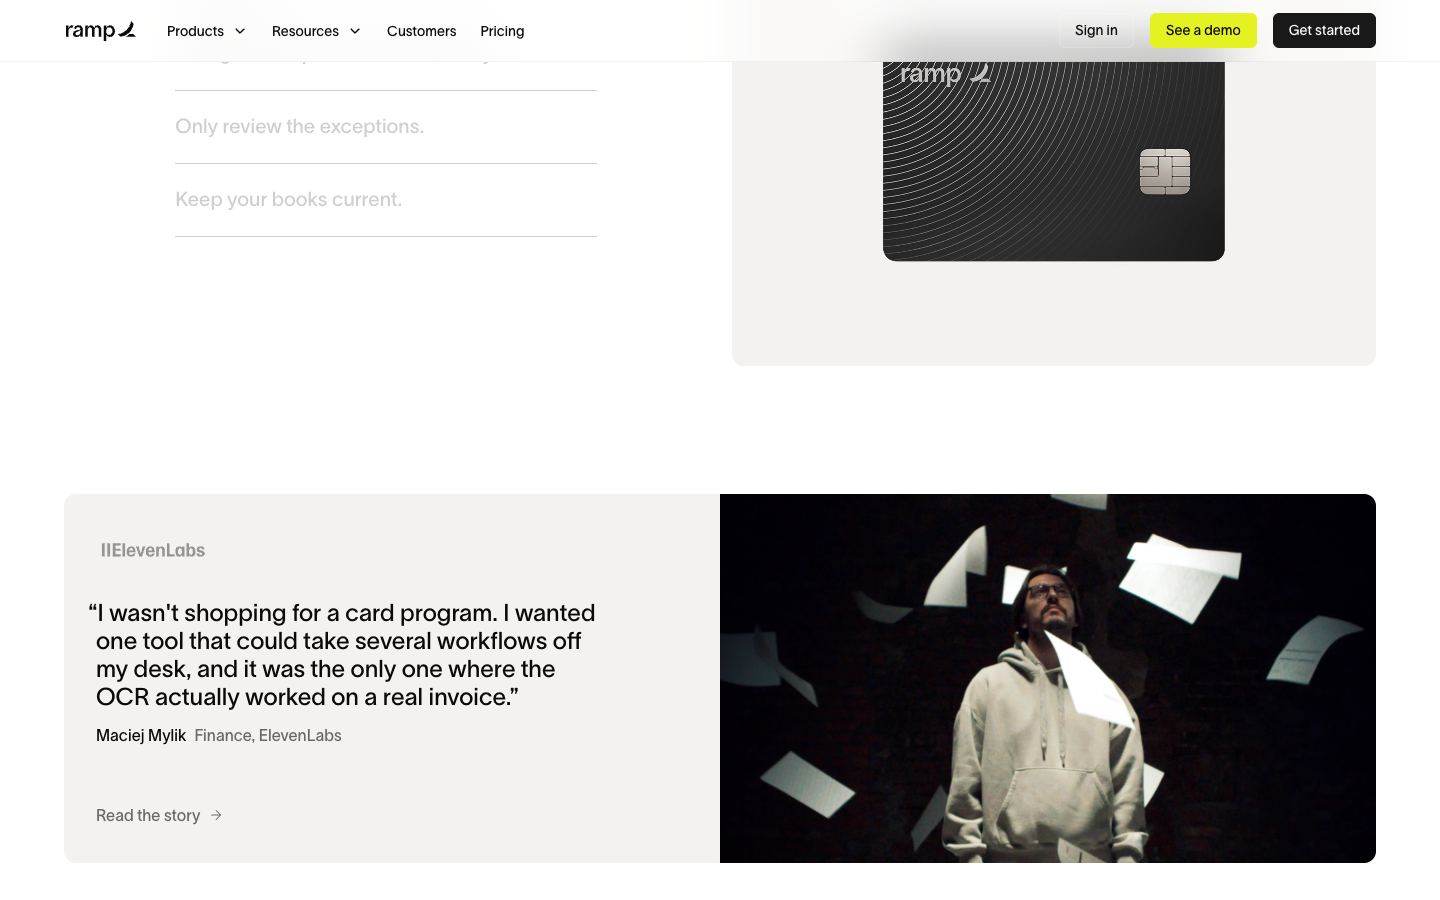 ramp
Products
Resources
Customers
Pricing
Sign in
See a demo
Get started
ramp
Only review the exceptions.
Keep your books current.
IIElevenLabs
“I wasn't shopping for a card program. I wanted
one tool that could take several workflows off
my desk, and it was the only one where the
OCR actually worked on a real invoice.”
Maciej Mylik Finance, ElevenLabs
Read the story